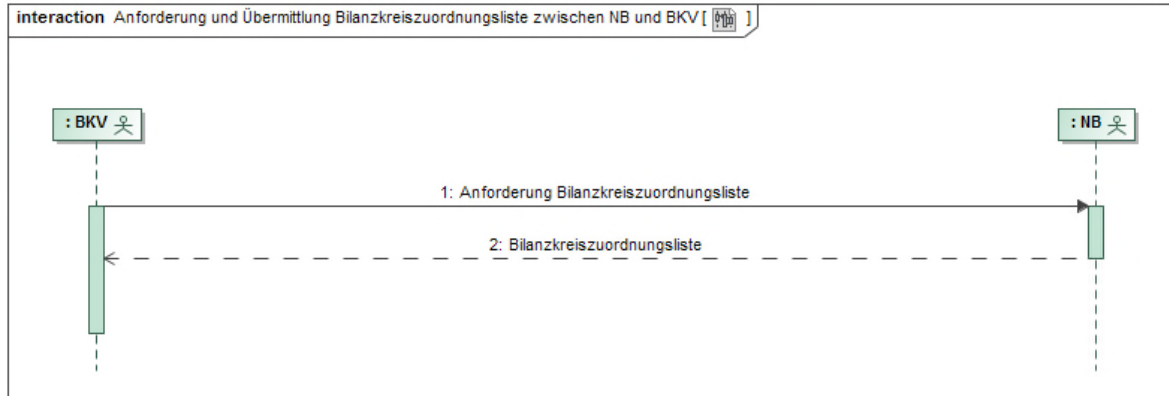 interaction Anforderung und Übermittlung Bilanzkreiszuordnungsliste zwischen NB und BKV [ ]
: BKV
: NB
1: Anforderung Bilanzkreiszuordnungsliste
2: Bilanzkreiszuordnungsliste